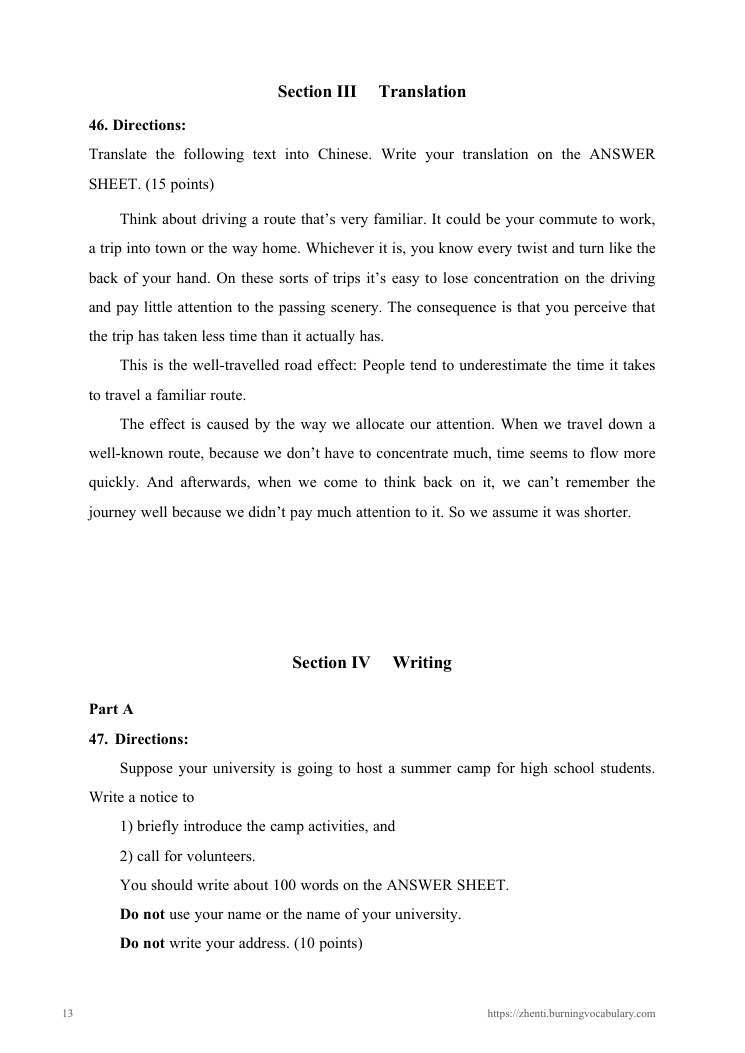 Section III Translation
46. Directions:
Translate the following text into Chinese. Write your translation on the ANSWER
SHEET. (15 points)
Think about driving a route that’s very familiar. It could be your commute to work,
a trip into town or the way home. Whichever it is, you know every twist and turn like the
back of your hand. On these sorts of trips it’s easy to lose concentration on the driving
and pay little attention to the passing scenery. The consequence is that you perceive that
the trip has taken less time than it actually has.
This is the well-travelled road effect: People tend to underestimate the time it takes
to travel a familiar route.
The effect is caused by the way we allocate our attention. When we travel down a
well-known route, because we don’t have to concentrate much, time seems to flow more
quickly. And afterwards, when we come to think back on it, we can’t remember the
journey well because we didn’t pay much attention to it. So we assume it was shorter.
Section IV Writing
Part A
47. Directions:
Suppose your university is going to host a summer camp for high school students.
Write a notice to
1) briefly introduce the camp activities, and
2) call for volunteers.
You should write about 100 words on the ANSWER SHEET.
Do not use your name or the name of your university.
Do not write your address. (10 points)
13 https://zhenti.burningvocabulary.com